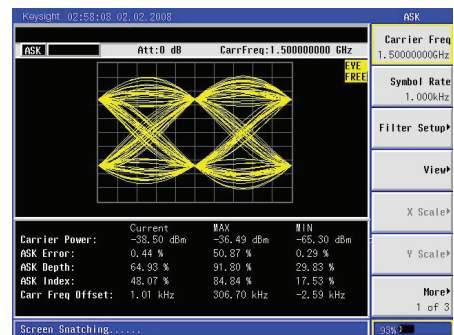 Keysight 02:58:08 02.02.2008
ASK
ASK Att:0 dB CarrFreq:1.500000000 GHz
EYE
FREE
Current MAX MIN
Carrier Power: -38.50 dBm -36.49 dBm -65.30 dBm
ASK Error: 0.44 % 50.87 % 0.29 %
ASK Depth: 64.93 % 91.80 % 29.83 %
ASK Index: 48.07 % 84.84 % 17.53 %
Carr Freq Offset: 1.01 kHz 306.70 kHz -2.59 kHz
Screen Snatching......
Carrier Freq
1.50000000GHz
Symbol Rate
1.000kHz
Filter Setup
View
X Scale
Y Scale
More
1 of 3
93%